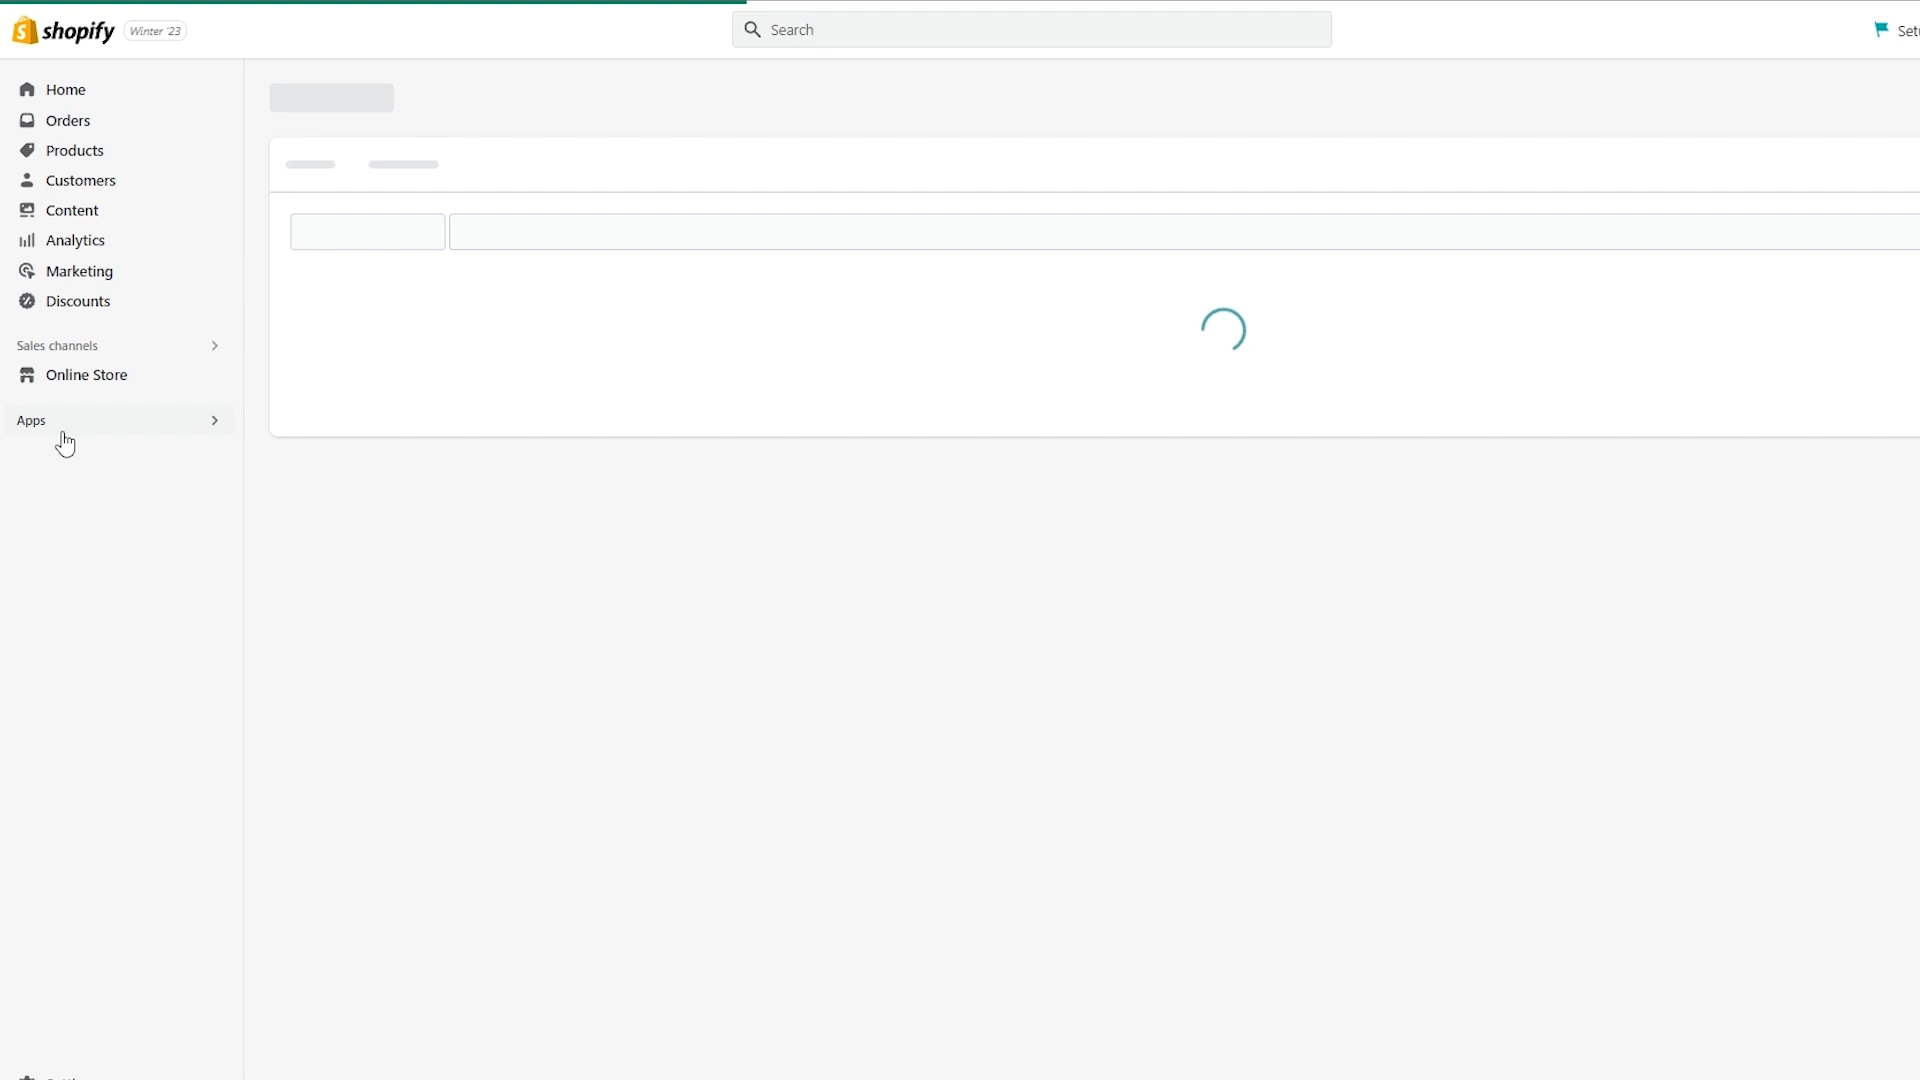 shopify
Winter '23
Search
Home
Orders
Products
Customers
Content
Analytics
Marketing
Discounts
Sales channels
Online Store
Apps